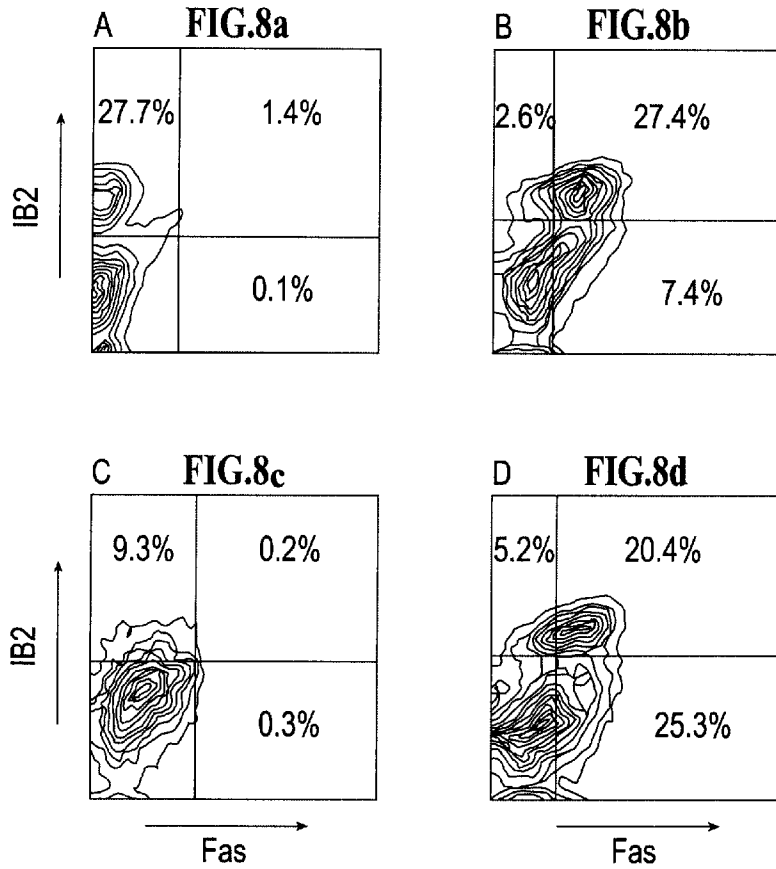 A FIG.8a
27.7% 1.4%
0.1%
IB2
B FIG.8b
2.6% 27.4%
7.4%
C FIG.8c
9.3% 0.2%
0.3%
IB2
Fas
D FIG.8d
5.2% 20.4%
25.3%
Fas